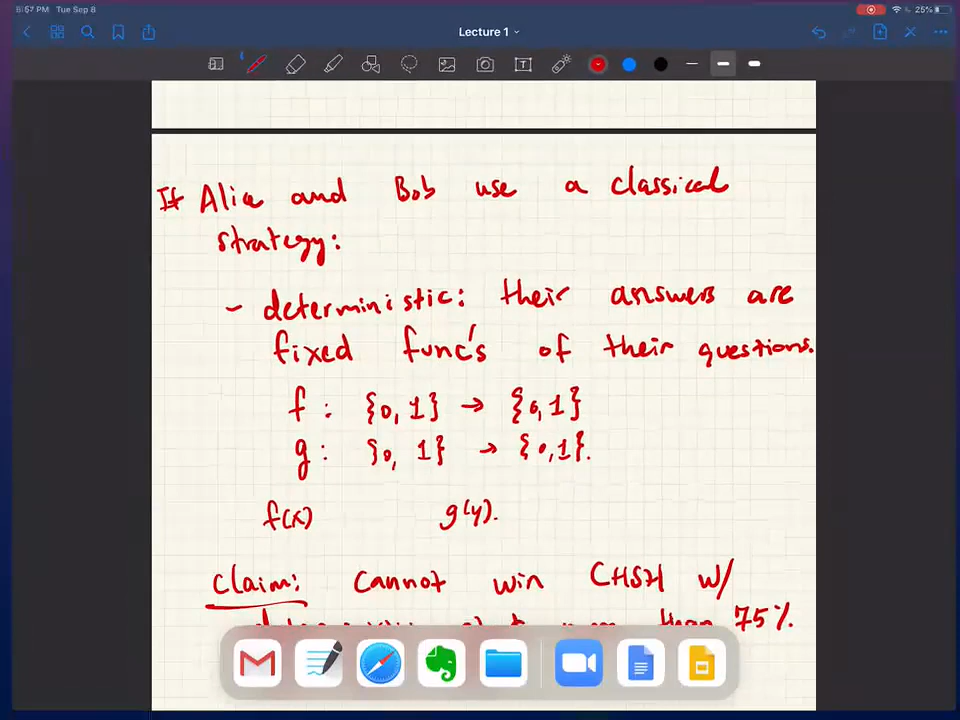 8:57 PM Tue Sep 8
25%
Lecture 1
If Alice and Bob use a classical
strategy:
- deterministic: their answers are
fixed func's of their questions.
f: {0,1} → {0,1}
g: {0,1} → {0,1}.
f(x) g(y).
Claim: Cannot win CHSH w/
than 75%.